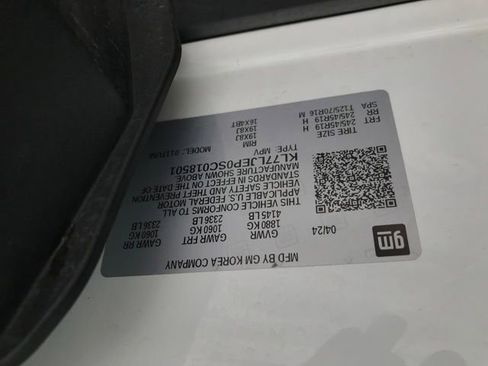 MFD BY GM KOREA COMPANY
gm
04/24
GVWR
1880 KG
4145 LB
GAWR FRT
1060 KG
2336 LB
GAWR RR
1060 KG
2336 LB
THIS VEHICLE CONFORMS TO ALL
APPLICABLE U.S. FEDERAL MOTOR
VEHICLE SAFETY AND THEFT PREVENTION
STANDARDS IN EFFECT ON THE DATE OF
MANUFACTURE SHOWN ABOVE.
KL77LJEP0SC018501
TYPE: MPV
MODEL:
TIRE SIZE
RIM
FRT 245/45R19 H 19X8J
RR 245/45R19 H 19X8J
SPA T125/70R16 M 16X4BT